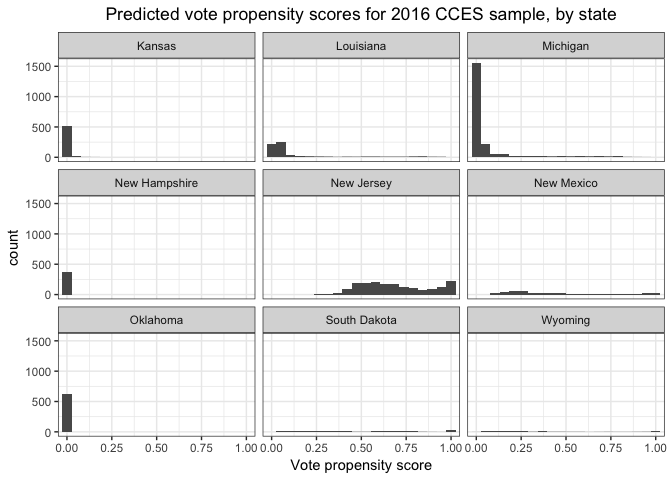 Predicted vote propensity scores for 2016 CCES sample, by state
Kansas
Louisiana
Michigan
1500
1000
500
0
New Hampshire
New Jersey
New Mexico
1500
1000
500
0
count
Oklahoma
South Dakota
Wyoming
1500
1000
500
0
0.00 0.25 0.50 0.75 1.00 0.00 0.25 0.50 0.75 1.00 0.00 0.25 0.50 0.75 1.00
Vote propensity score